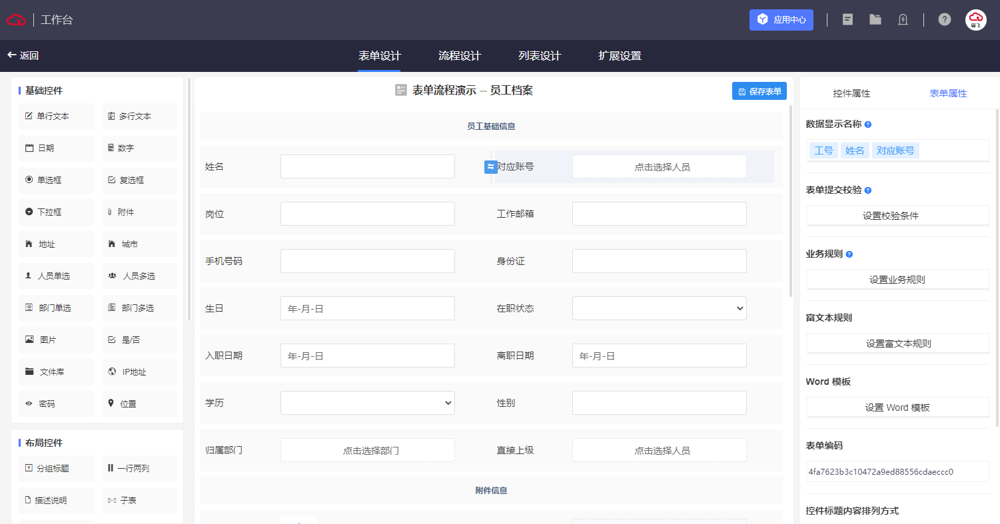 工作台
应用中心
翼飞
返回
表单设计 流程设计 列表设计 扩展设置
基础控件
单行文本 多行文本
日期 数字
单选框 复选框
下拉框 附件
地址 城市
人员单选 人员多选
部门单选 部门多选
图片 是/否
文件库 IP地址
密码 位置
布局控件
分组标题 一行两列
描述说明 子表
表单流程演示 -- 员工档案
保存表单
员工基础信息
姓名 对应账号 点击选择人员
岗位 工作邮箱
手机号码 身份证
生日 年-月-日 在职状态
入职日期 年-月-日 离职日期 年-月-日
学历 性别
归属部门 点击选择部门 直接上级 点击选择人员
附件信息
控件属性 表单属性
数据显示名称
工号 姓名 对应账号
表单提交校验
设置校验条件
业务规则
设置业务规则
富文本规则
设置富文本规则
Word 模板
设置 Word 模板
表单编码
4fa7623b3c10472a9ed88556cdaeccc0
控件标题内容排列方式